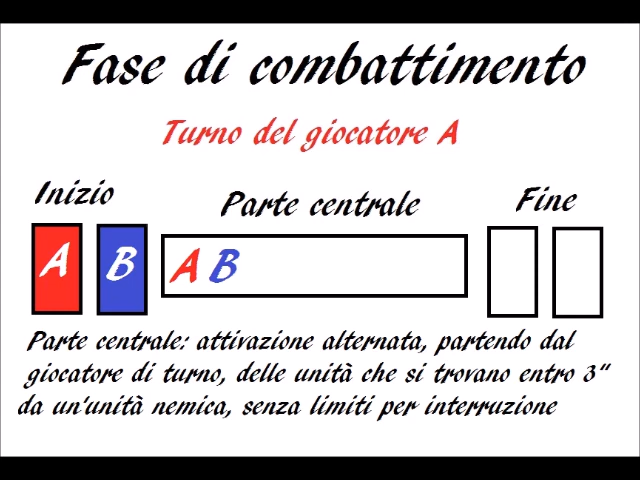 Fase di combattimento
Turno del giocatore A
Inizio
Parte centrale
Fine
A
B
A B
Parte centrale: attivazione alternata, partendo dal
giocatore di turno, delle unità che si trovano entro 3"
da un'unità nemica, senza limiti per interruzione